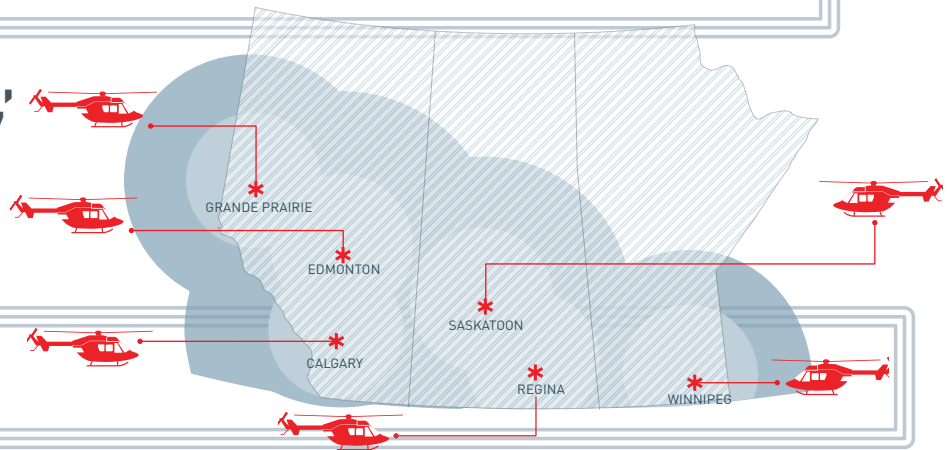 GRANDE PRAIRIE
EDMONTON
SASKATOON
CALGARY
REGINA
WINNIPEG